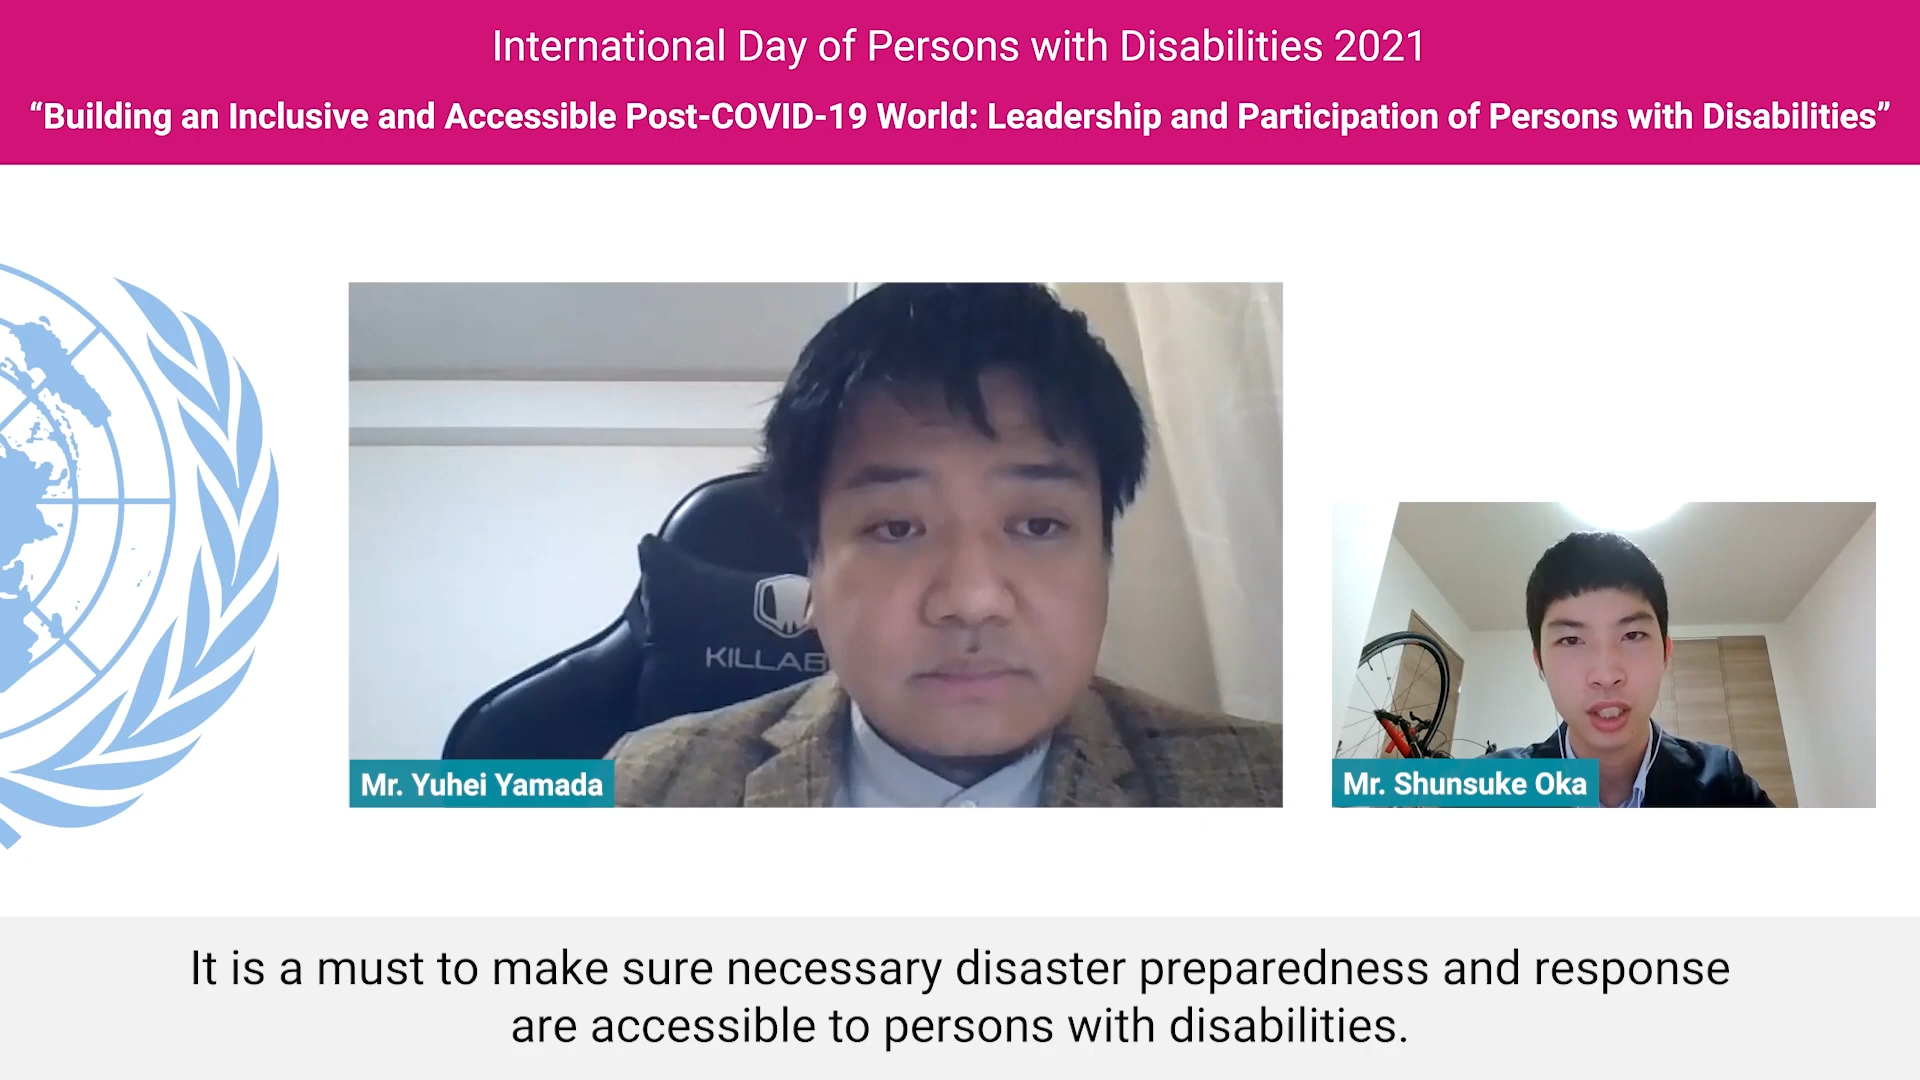 International Day of Persons with Disabilities 2021
“Building an Inclusive and Accessible Post-COVID-19 World: Leadership and Participation of Persons with Disabilities”
Mr. Yuhei Yamada
Mr. Shunsuke Oka
It is a must to make sure necessary disaster preparedness and response
are accessible to persons with disabilities.